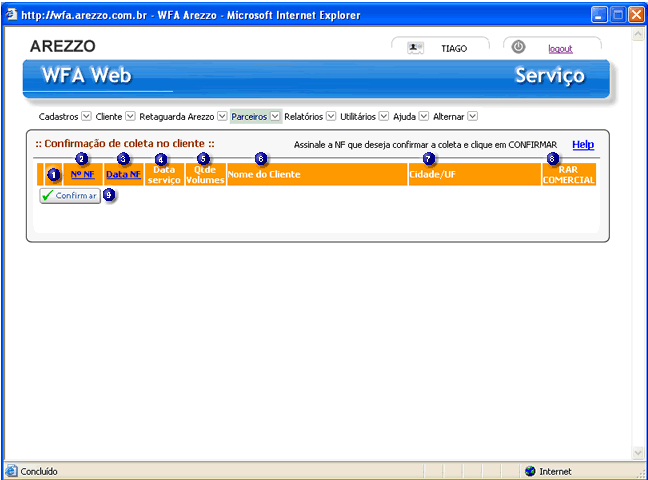 http://wfa.arezzo.com.br - WFA Arezzo - Microsoft Internet Explorer
AREZZO
TIAGO
logout
WFA Web
Serviço
Cadastros Cliente Retaguarda Arezzo Parceiros Relatórios Utilitários Ajuda Alternar
:: Confirmação de coleta no cliente ::
Assinale a NF que deseja confirmar a coleta e clique em CONFIRMAR
Help
1 2 3 4 5 6 7 8
Nº NF
Data NF
Data serviço
Qtde Volumes
Nome do Cliente
Cidade/UF
RAR COMERCIAL
Confirmar 9
Concluído
Internet